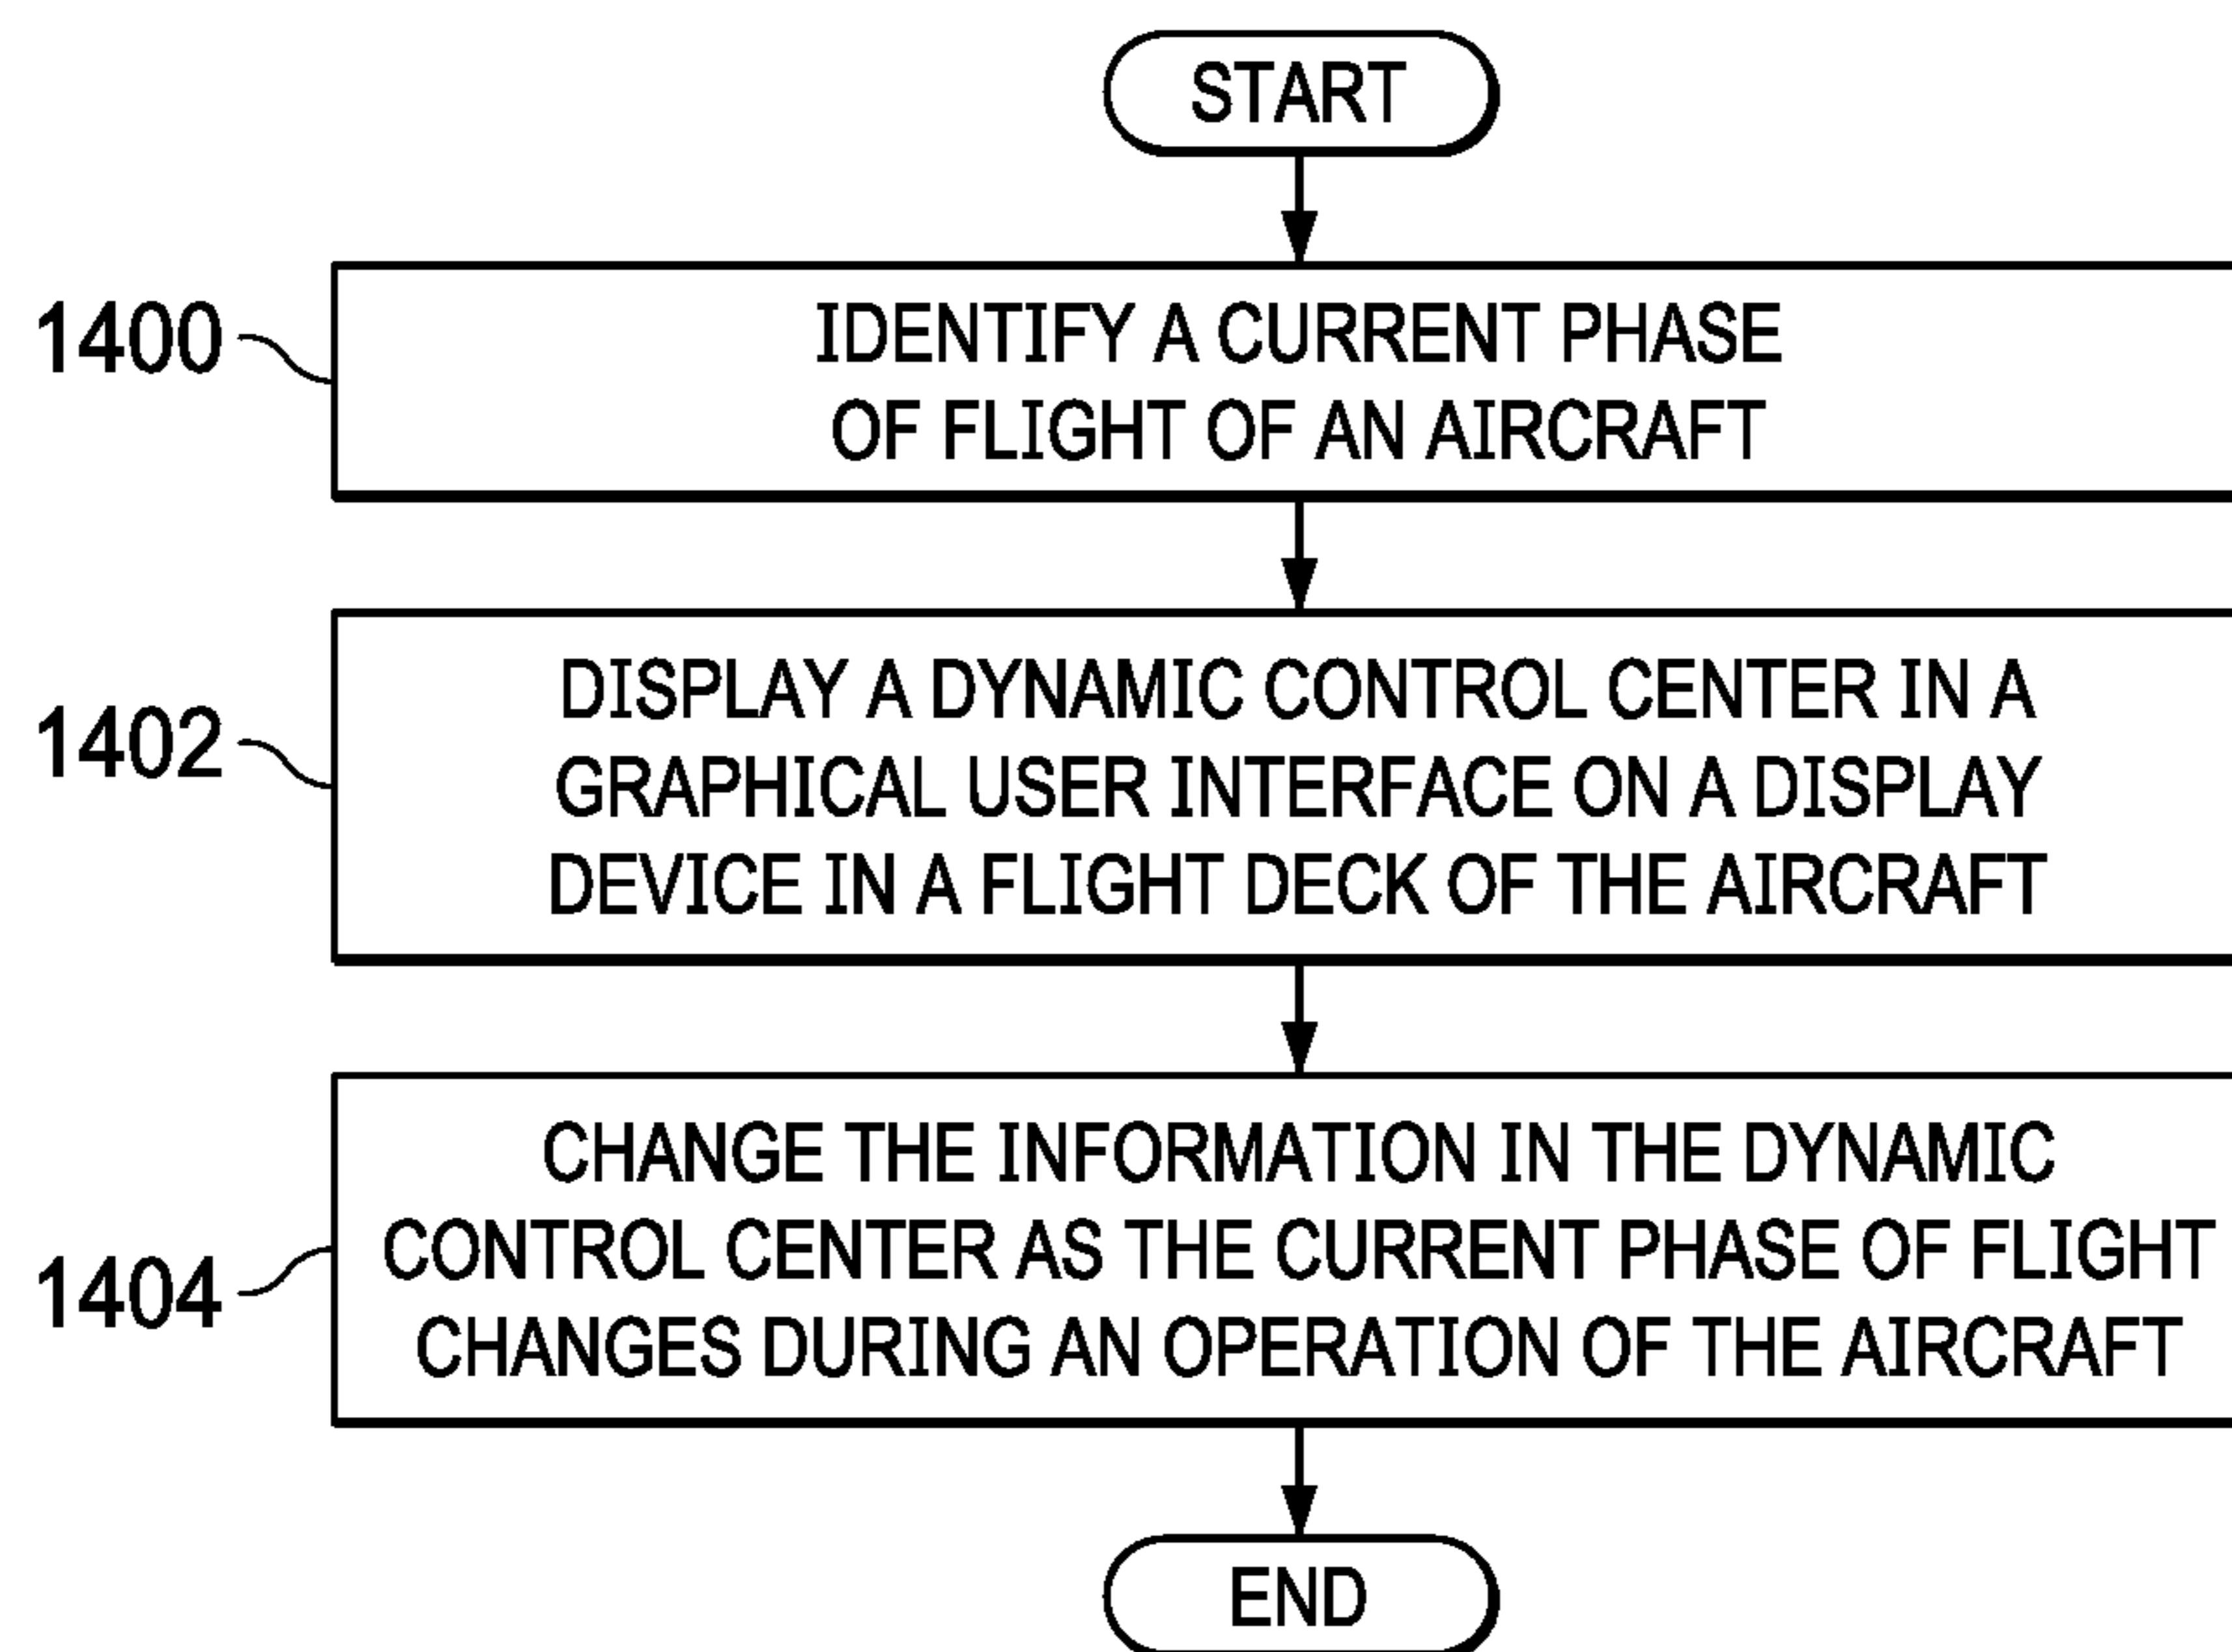 START
1400
IDENTIFY A CURRENT PHASE
OF FLIGHT OF AN AIRCRAFT
1402
DISPLAY A DYNAMIC CONTROL CENTER IN A
GRAPHICAL USER INTERFACE ON A DISPLAY
DEVICE IN A FLIGHT DECK OF THE AIRCRAFT
1404
CHANGE THE INFORMATION IN THE DYNAMIC
CONTROL CENTER AS THE CURRENT PHASE OF FLIGHT
CHANGES DURING AN OPERATION OF THE AIRCRAFT
END